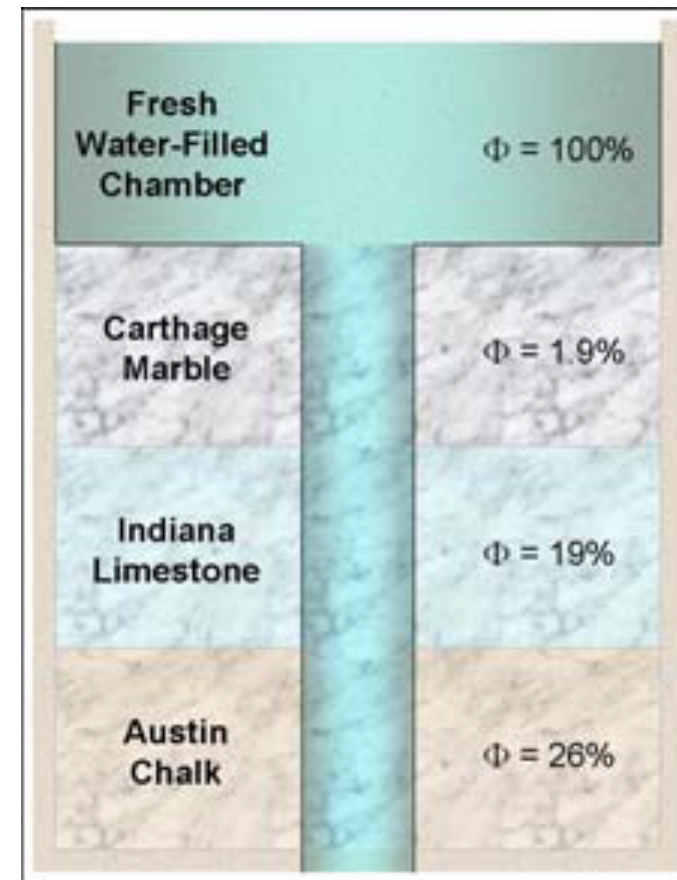 Fresh
Water-Filled
Chamber
Φ = 100%
Carthage
Marble
Φ = 1.9%
Indiana
Limestone
Φ = 19%
Austin
Chalk
Φ = 26%